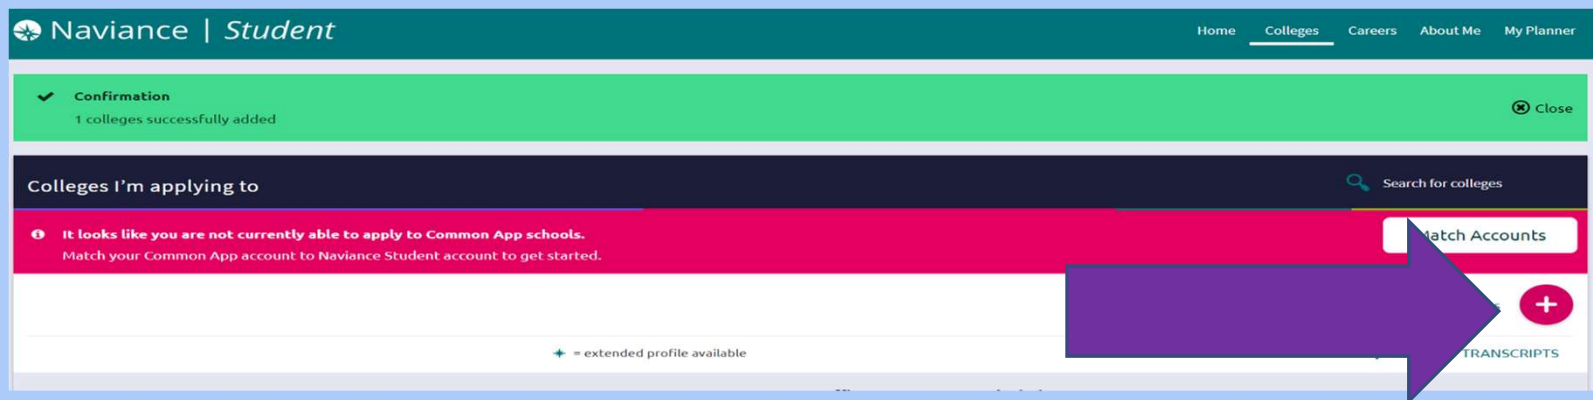 Naviance | Student
Home Colleges Careers About Me My Planner
Confirmation
1 colleges successfully added
Close
Colleges I'm applying to
Search for colleges
It looks like you are not currently able to apply to Common App schools.
Match your Common App account to Naviance Student account to get started.
Match Accounts
= extended profile available
TRANSCRIPTS